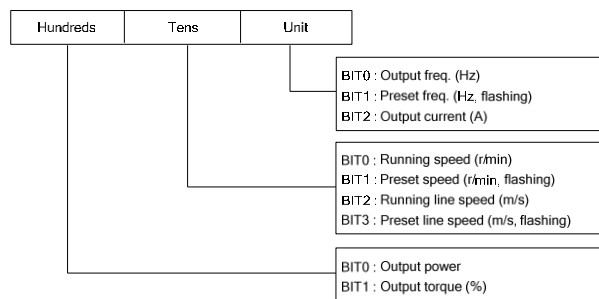 Hundreds Tens Unit
BIT0 : Output freq. (Hz)
BIT1 : Preset freq. (Hz, flashing)
BIT2 : Output current (A)
BIT0 : Running speed (r/min)
BIT1 : Preset speed (r/min, flashing)
BIT2 : Running line speed (m/s)
BIT3 : Preset line speed (m/s, flashing)
BIT0 : Output power
BIT1 : Output torque (%)